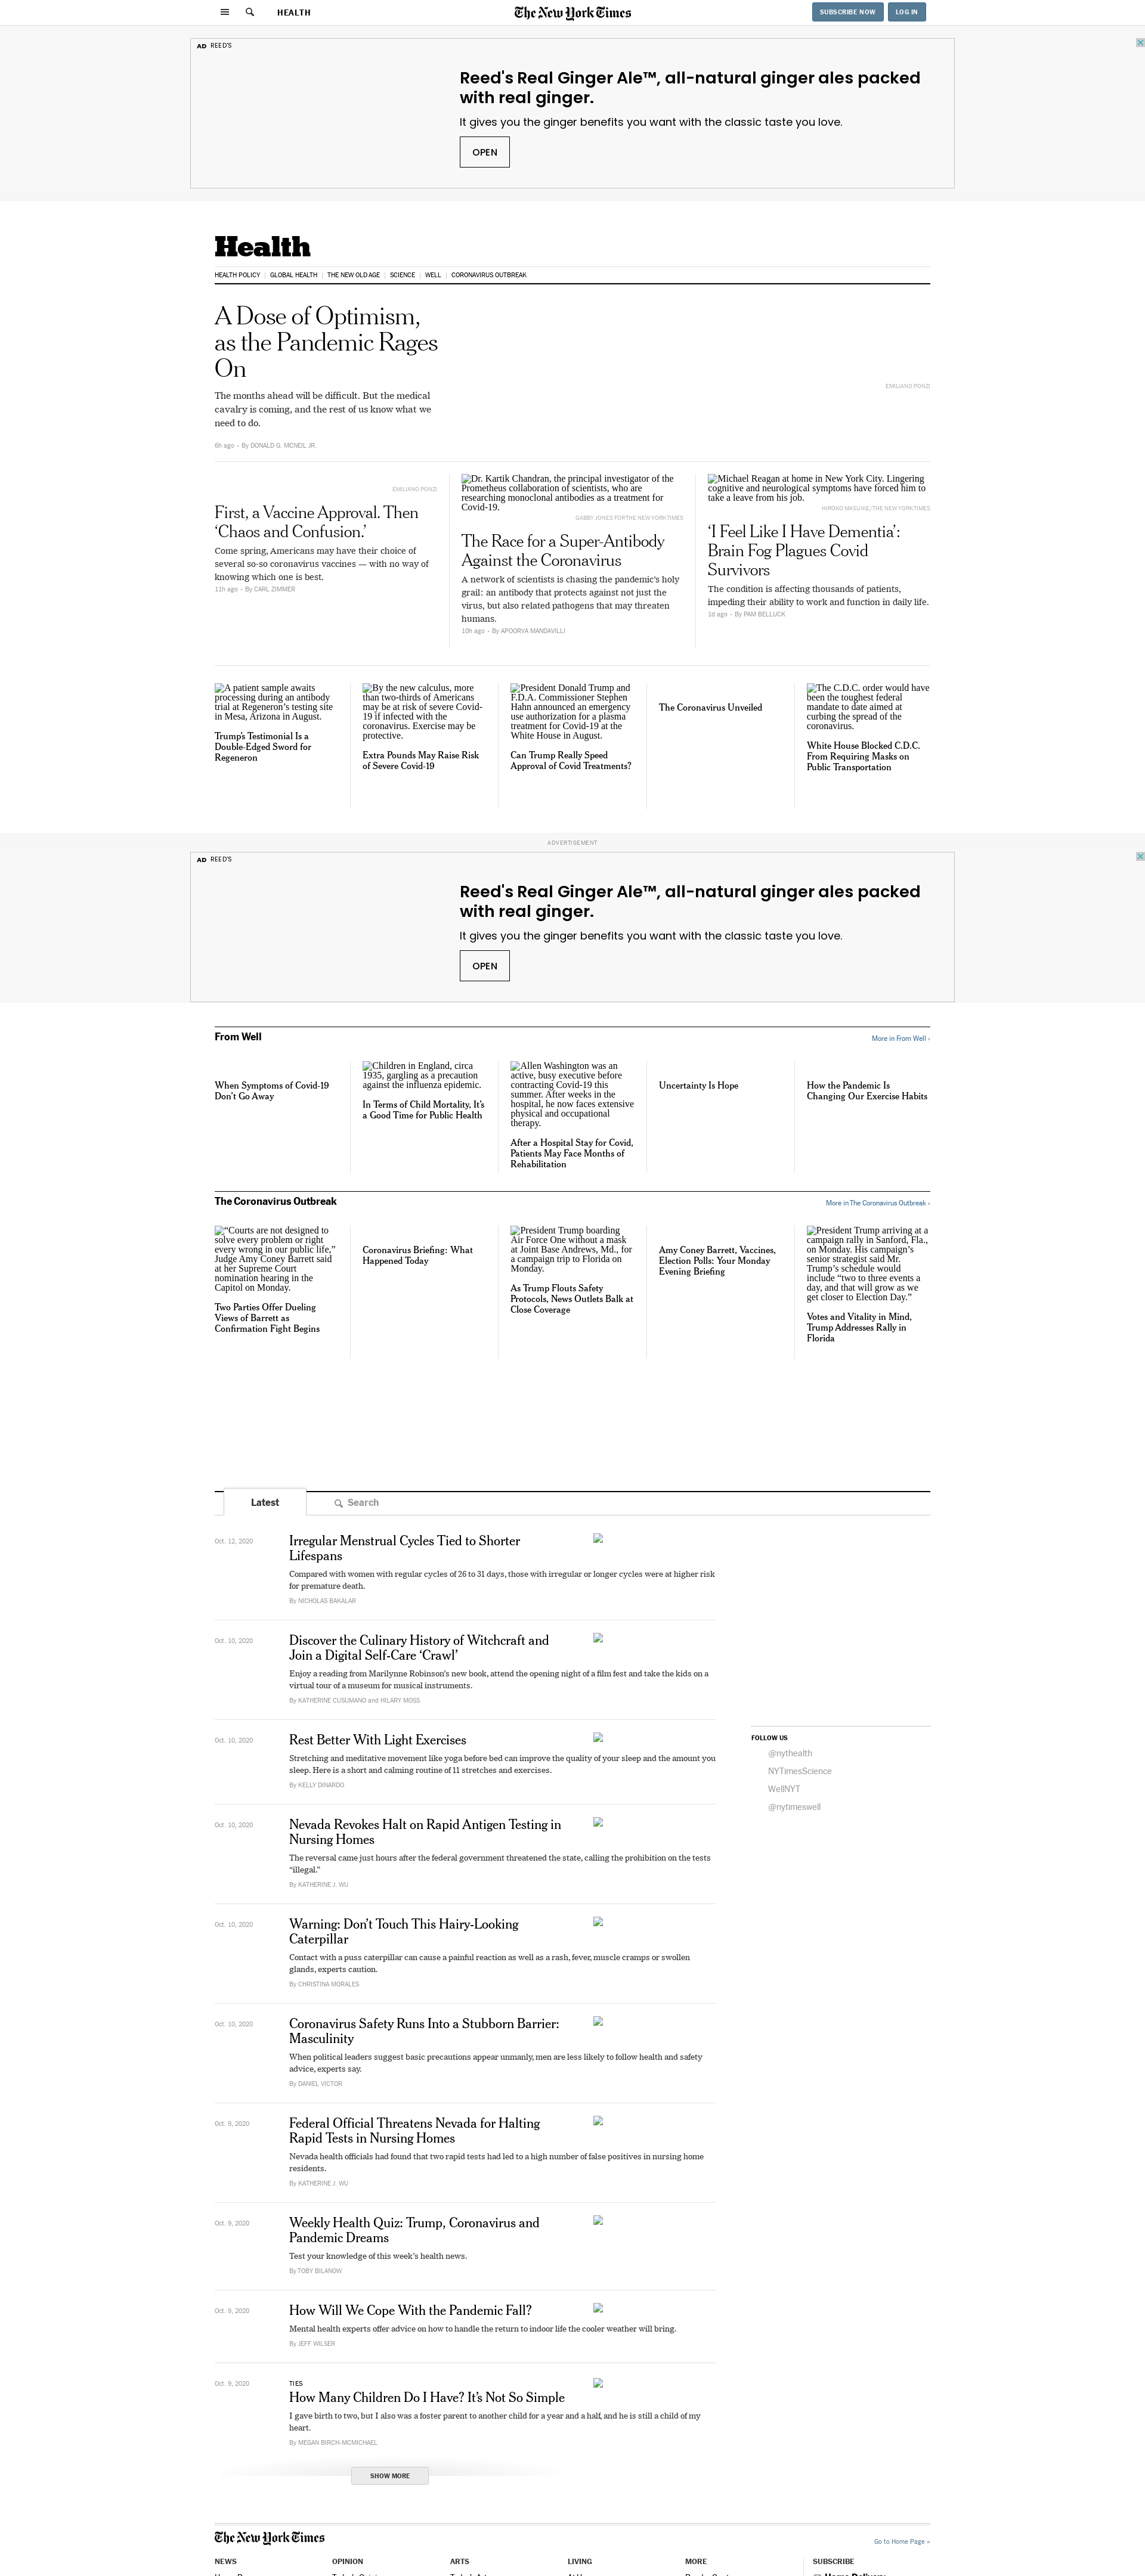 HEALTH
The New York Times
SUBSCRIBE NOW
LOG IN
AD REED'S
Reed's Real Ginger Ale™, all-natural ginger ales packed
with real ginger.
It gives you the ginger benefits you want with the classic taste you love.
OPEN
Health
HEALTH POLICY
GLOBAL HEALTH
THE NEW OLD AGE
SCIENCE
WELL
CORONAVIRUS OUTBREAK
A Dose of Optimism,
as the Pandemic Rages
On
The months ahead will be difficult. But the medical
cavalry is coming, and the rest of us know what we
need to do.
6h ago • By DONALD G. MCNEIL JR.
EMILIANO PONZI
EMILIANO PONZI
First, a Vaccine Approval. Then
‘Chaos and Confusion.’
Come spring, Americans may have their choice of
several so-so coronavirus vaccines — with no way of
knowing which one is best.
11h ago • By CARL ZIMMER
Dr. Kartik Chandran, the principal investigator of the
Prometheus collaboration of scientists, who are
researching monoclonal antibodies as a treatment for
Covid-19.
GABBY JONES FOR THE NEW YORK TIMES
The Race for a Super-Antibody
Against the Coronavirus
A network of scientists is chasing the pandemic’s holy
grail: an antibody that protects against not just the
virus, but also related pathogens that may threaten
humans.
10h ago • By APOORVA MANDAVILLI
Michael Reagan at home in New York City. Lingering
cognitive and neurological symptoms have forced him to
take a leave from his job.
HIROKO MASUIKE/THE NEW YORK TIMES
‘I Feel Like I Have Dementia’:
Brain Fog Plagues Covid
Survivors
The condition is affecting thousands of patients,
impeding their ability to work and function in daily life.
1d ago • By PAM BELLUCK
A patient sample awaits
processing during an antibody
trial at Regeneron’s testing site
in Mesa, Arizona in August.
Trump’s Testimonial Is a
Double-Edged Sword for
Regeneron
By the new calculus, more
than two-thirds of Americans
may be at risk of severe Covid-
19 if infected with the
coronavirus. Exercise may be
protective.
Extra Pounds May Raise Risk
of Severe Covid-19
President Donald Trump and
F.D.A. Commissioner Stephen
Hahn announced an emergency
use authorization for a plasma
treatment for Covid-19 at the
White House in August.
Can Trump Really Speed
Approval of Covid Treatments?
The Coronavirus Unveiled
The C.D.C. order would have
been the toughest federal
mandate to date aimed at
curbing the spread of the
coronavirus.
White House Blocked C.D.C.
From Requiring Masks on
Public Transportation
ADVERTISEMENT
AD REED'S
Reed's Real Ginger Ale™, all-natural ginger ales packed
with real ginger.
It gives you the ginger benefits you want with the classic taste you love.
OPEN
From Well
More in From Well ›
When Symptoms of Covid-19
Don’t Go Away
Children in England, circa
1935, gargling as a precaution
against the influenza epidemic.
In Terms of Child Mortality, It’s
a Good Time for Public Health
Allen Washington was an
active, busy executive before
contracting Covid-19 this
summer. After weeks in the
hospital, he now faces extensive
physical and occupational
therapy.
After a Hospital Stay for Covid,
Patients May Face Months of
Rehabilitation
Uncertainty Is Hope
How the Pandemic Is
Changing Our Exercise Habits
The Coronavirus Outbreak
More in The Coronavirus Outbreak ›
“Courts are not designed to
solve every problem or right
every wrong in our public life,”
Judge Amy Coney Barrett said
at her Supreme Court
nomination hearing in the
Capitol on Monday.
Two Parties Offer Dueling
Views of Barrett as
Confirmation Fight Begins
Coronavirus Briefing: What
Happened Today
President Trump boarding
Air Force One without a mask
at Joint Base Andrews, Md., for
a campaign trip to Florida on
Monday.
As Trump Flouts Safety
Protocols, News Outlets Balk at
Close Coverage
Amy Coney Barrett, Vaccines,
Election Polls: Your Monday
Evening Briefing
President Trump arriving at a
campaign rally in Sanford, Fla.,
on Monday. His campaign’s
senior strategist said Mr.
Trump’s schedule would
include “two to three events a
day, and that will grow as we
get closer to Election Day.”
Votes and Vitality in Mind,
Trump Addresses Rally in
Florida
Latest
Search
Oct. 12, 2020
Irregular Menstrual Cycles Tied to Shorter
Lifespans
Compared with women with regular cycles of 26 to 31 days, those with irregular or longer cycles were at higher risk
for premature death.
By NICHOLAS BAKALAR
Oct. 10, 2020
Discover the Culinary History of Witchcraft and
Join a Digital Self-Care ‘Crawl’
Enjoy a reading from Marilynne Robinson’s new book, attend the opening night of a film fest and take the kids on a
virtual tour of a museum for musical instruments.
By KATHERINE CUSUMANO and HILARY MOSS
Oct. 10, 2020
Rest Better With Light Exercises
Stretching and meditative movement like yoga before bed can improve the quality of your sleep and the amount you
sleep. Here is a short and calming routine of 11 stretches and exercises.
By KELLY DINARDO
FOLLOW US
@nythealth
NYTimesScience
WellNYT
@nytimeswell
Oct. 10, 2020
Nevada Revokes Halt on Rapid Antigen Testing in
Nursing Homes
The reversal came just hours after the federal government threatened the state, calling the prohibition on the tests
“illegal.”
By KATHERINE J. WU
Oct. 10, 2020
Warning: Don’t Touch This Hairy-Looking
Caterpillar
Contact with a puss caterpillar can cause a painful reaction as well as a rash, fever, muscle cramps or swollen
glands, experts caution.
By CHRISTINA MORALES
Oct. 10, 2020
Coronavirus Safety Runs Into a Stubborn Barrier:
Masculinity
When political leaders suggest basic precautions appear unmanly, men are less likely to follow health and safety
advice, experts say.
By DANIEL VICTOR
Oct. 9, 2020
Federal Official Threatens Nevada for Halting
Rapid Tests in Nursing Homes
Nevada health officials had found that two rapid tests had led to a high number of false positives in nursing home
residents.
By KATHERINE J. WU
Oct. 9, 2020
Weekly Health Quiz: Trump, Coronavirus and
Pandemic Dreams
Test your knowledge of this week’s health news.
By TOBY BILANOW
Oct. 9, 2020
How Will We Cope With the Pandemic Fall?
Mental health experts offer advice on how to handle the return to indoor life the cooler weather will bring.
By JEFF WILSER
Oct. 9, 2020
TIES
How Many Children Do I Have? It’s Not So Simple
I gave birth to two, but I also was a foster parent to another child for a year and a half, and he is still a child of my
heart.
By MEGAN BIRCH-MCMICHAEL
SHOW MORE
The New York Times
Go to Home Page »
NEWS
OPINION
ARTS
LIVING
MORE
SUBSCRIBE